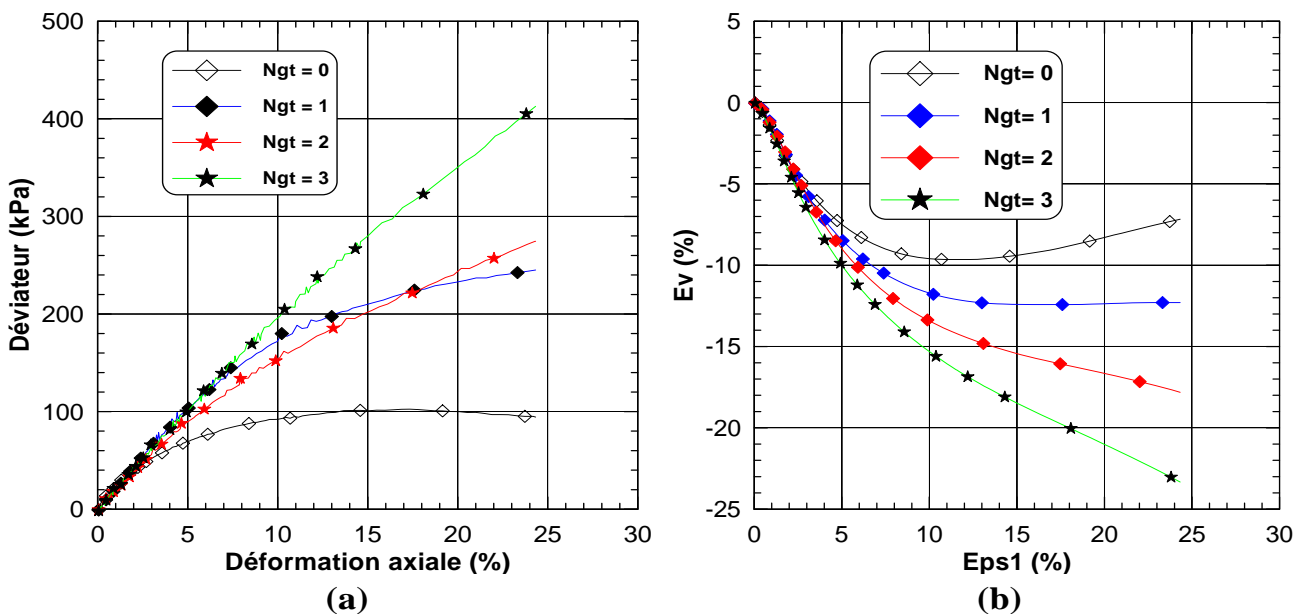 500
400
300
200
100
0
Déviateur (kPa)
Ngt = 0
Ngt = 1
Ngt = 2
Ngt = 3
0 5 10 15 20 25 30
Déformation axiale (%)
(a)
5
0
-5
-10
-15
-20
-25
Ev (%)
Ngt= 0
Ngt= 1
Ngt= 2
Ngt= 3
0 5 10 15 20 25 30
Eps1 (%)
(b)